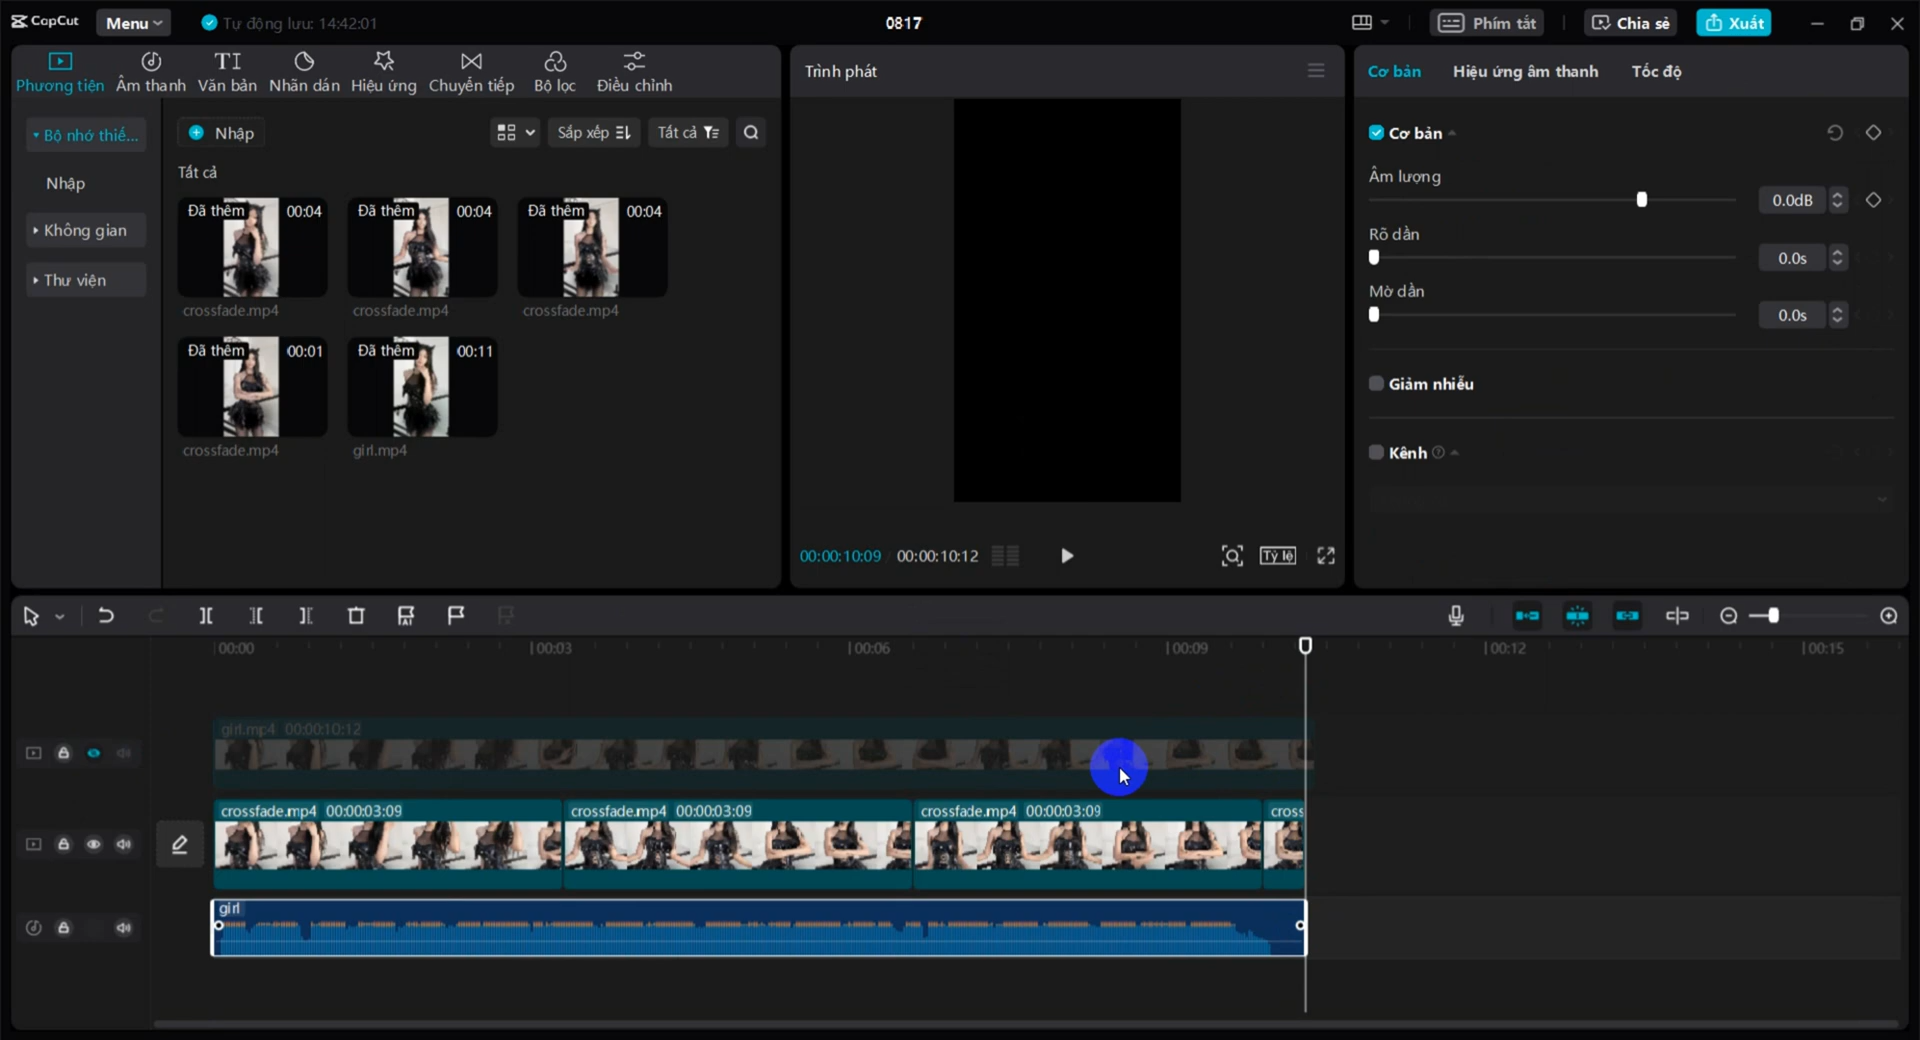 CapCut
Menu
Tự động lưu: 14:42:01
0817
Phím tắt
Chia sẻ
Xuất
Phương tiện
Âm thanh
Văn bản
Nhãn dán
Hiệu ứng
Chuyển tiếp
Bộ lọc
Điều chỉnh
Bộ nhớ thiế...
Nhập
Không gian
Thư viện
Nhập
Sắp xếp
Tất cả
Tất cả
Đã thêm 00:04
Đã thêm 00:04
Đã thêm 00:04
crossfade.mp4
crossfade.mp4
crossfade.mp4
Đã thêm 00:01
Đã thêm 00:11
crossfade.mp4
girl.mp4
Trình phát
00:00:10:09 00:00:10:12
Tỷ lệ
Cơ bản
Hiệu ứng âm thanh
Tốc độ
Cơ bản
Âm lượng
0.0dB
Rõ dần
0.0s
Mờ dần
0.0s
Giảm nhiễu
Kênh
00:00
00:03
00:06
00:09
00:12
00:15
girl.mp4 00:00:10:12
crossfade.mp4 00:00:03:09
crossfade.mp4 00:00:03:09
crossfade.mp4 00:00:03:09
cross
girl